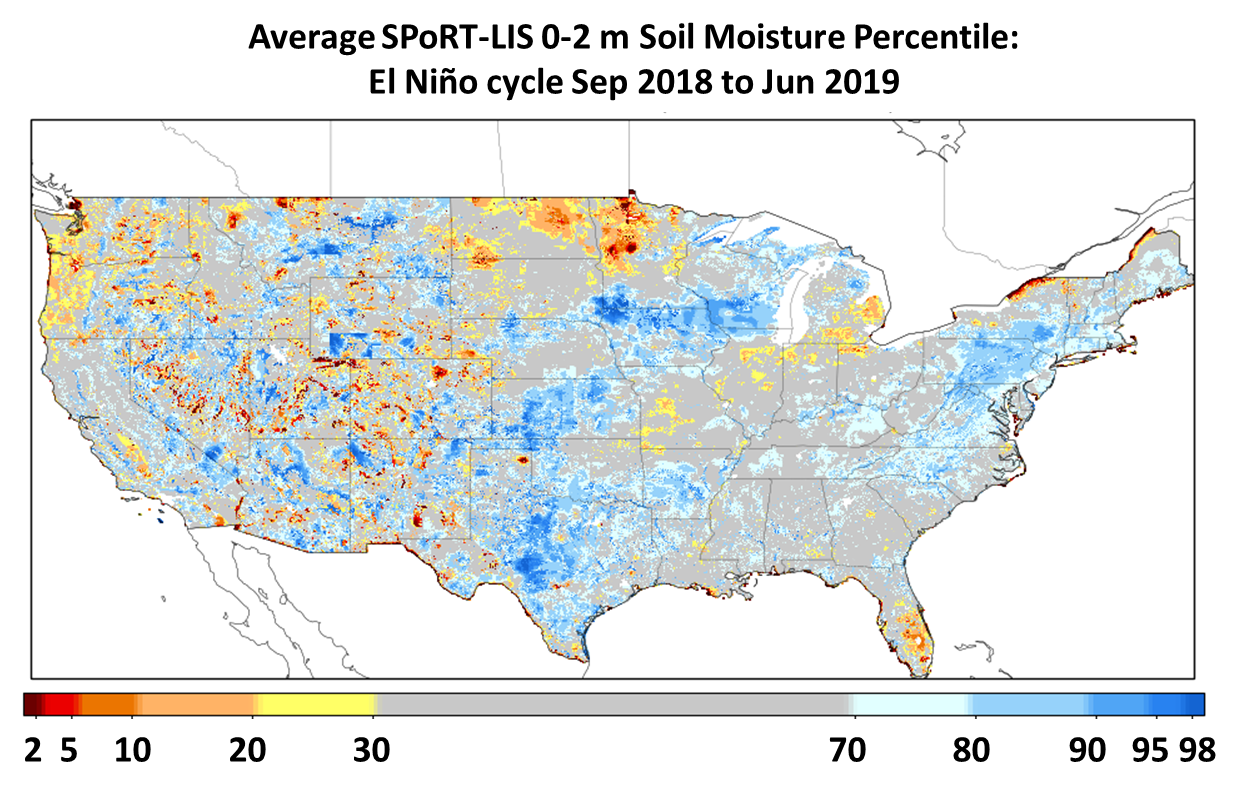 Average SPoRT-LIS 0-2 m Soil Moisture Percentile:
El Niño cycle Sep 2018 to Jun 2019
2 5 10 20 30 70 80 90 95 98